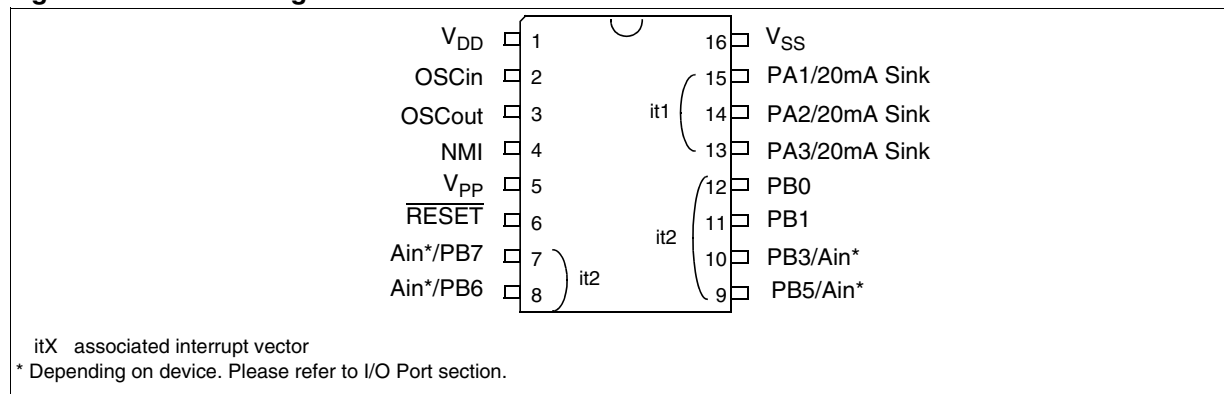 V_DD 1 16 V_SS
OSCin 2 15 PA1/20mA Sink
OSCout 3 it1 14 PA2/20mA Sink
NMI 4 13 PA3/20mA Sink
V_PP 5 12 PB0
RESET 6 11 PB1
it2
Ain*/PB7 7 10 PB3/Ain*
it2
Ain*/PB6 8 9 PB5/Ain*
itX associated interrupt vector
* Depending on device. Please refer to I/O Port section.